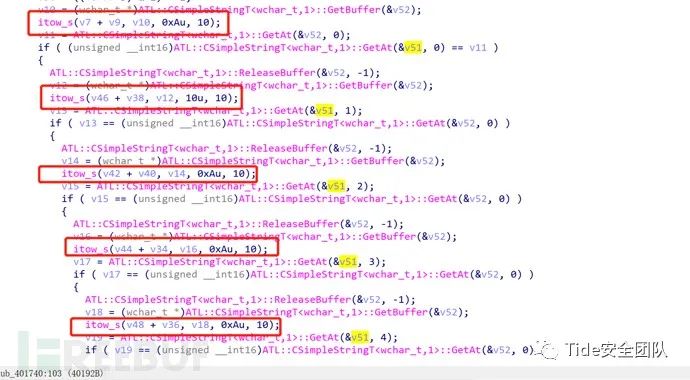 v10 = (wchar_t *)ATL::CSimpleStringT<wchar_t,1>::GetBuffer(&v52);
itow_s(v7 + v9, v10, 0xAu, 10);
v11 = ATL::CSimpleStringT<wchar_t,1>::GetAt(&v52, 0);
if ( (unsigned __int16)ATL::CSimpleStringT<wchar_t,1>::GetAt(&v51, 0) == v11 )
{
ATL::CSimpleStringT<wchar_t,1>::ReleaseBuffer(&v52, -1);
v12 = (wchar_t *)ATL::CSimpleStringT<wchar_t,1>::GetBuffer(&v52);
itow_s(v46 + v38, v12, 10u, 10);
v13 = ATL::CSimpleStringT<wchar_t,1>::GetAt(&v51, 1);
if ( v13 == (unsigned __int16)ATL::CSimpleStringT<wchar_t,1>::GetAt(&v52, 0) )
{
ATL::CSimpleStringT<wchar_t,1>::ReleaseBuffer(&v52, -1);
v14 = (wchar_t *)ATL::CSimpleStringT<wchar_t,1>::GetBuffer(&v52);
itow_s(v42 + v40, v14, 0xAu, 10);
v15 = ATL::CSimpleStringT<wchar_t,1>::GetAt(&v51, 2);
if ( v15 == (unsigned __int16)ATL::CSimpleStringT<wchar_t,1>::GetAt(&v52, 0) )
{
ATL::CSimpleStringT<wchar_t,1>::ReleaseBuffer(&v52, -1);
v16 = (wchar_t *)ATL::CSimpleStringT<wchar_t,1>::GetBuffer(&v52);
itow_s(v44 + v34, v16, 0xAu, 10);
v17 = ATL::CSimpleStringT<wchar_t,1>::GetAt(&v51, 3);
if ( v17 == (unsigned __int16)ATL::CSimpleStringT<wchar_t,1>::GetAt(&v52, 0) )
{
ATL::CSimpleStringT<wchar_t,1>::ReleaseBuffer(&v52, -1);
v18 = (wchar_t *)ATL::CSimpleStringT<wchar_t,1>::GetBuffer(&v52);
itow_s(v48 + v36, v18, 0xAu, 10);
v19 = ATL::CSimpleStringT<wchar_t,1>::GetAt(&v51, 4);
if ( v19 == (unsigned __int16)ATL::CSimpleStringT<wchar_t,1>::GetAt(&v52, 0)
FREEBUF
Tide安全团队
ub_401740:103 (40192B)